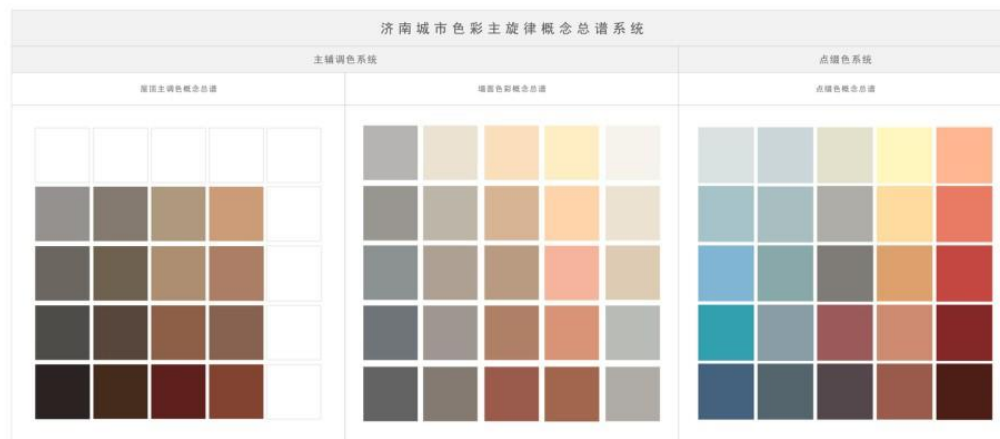 济南城市色彩主旋律概念总谱系统
主辅调色系统
点缀色系统
屋顶主调色概念总谱
墙面色彩概念总谱
点缀色概念总谱